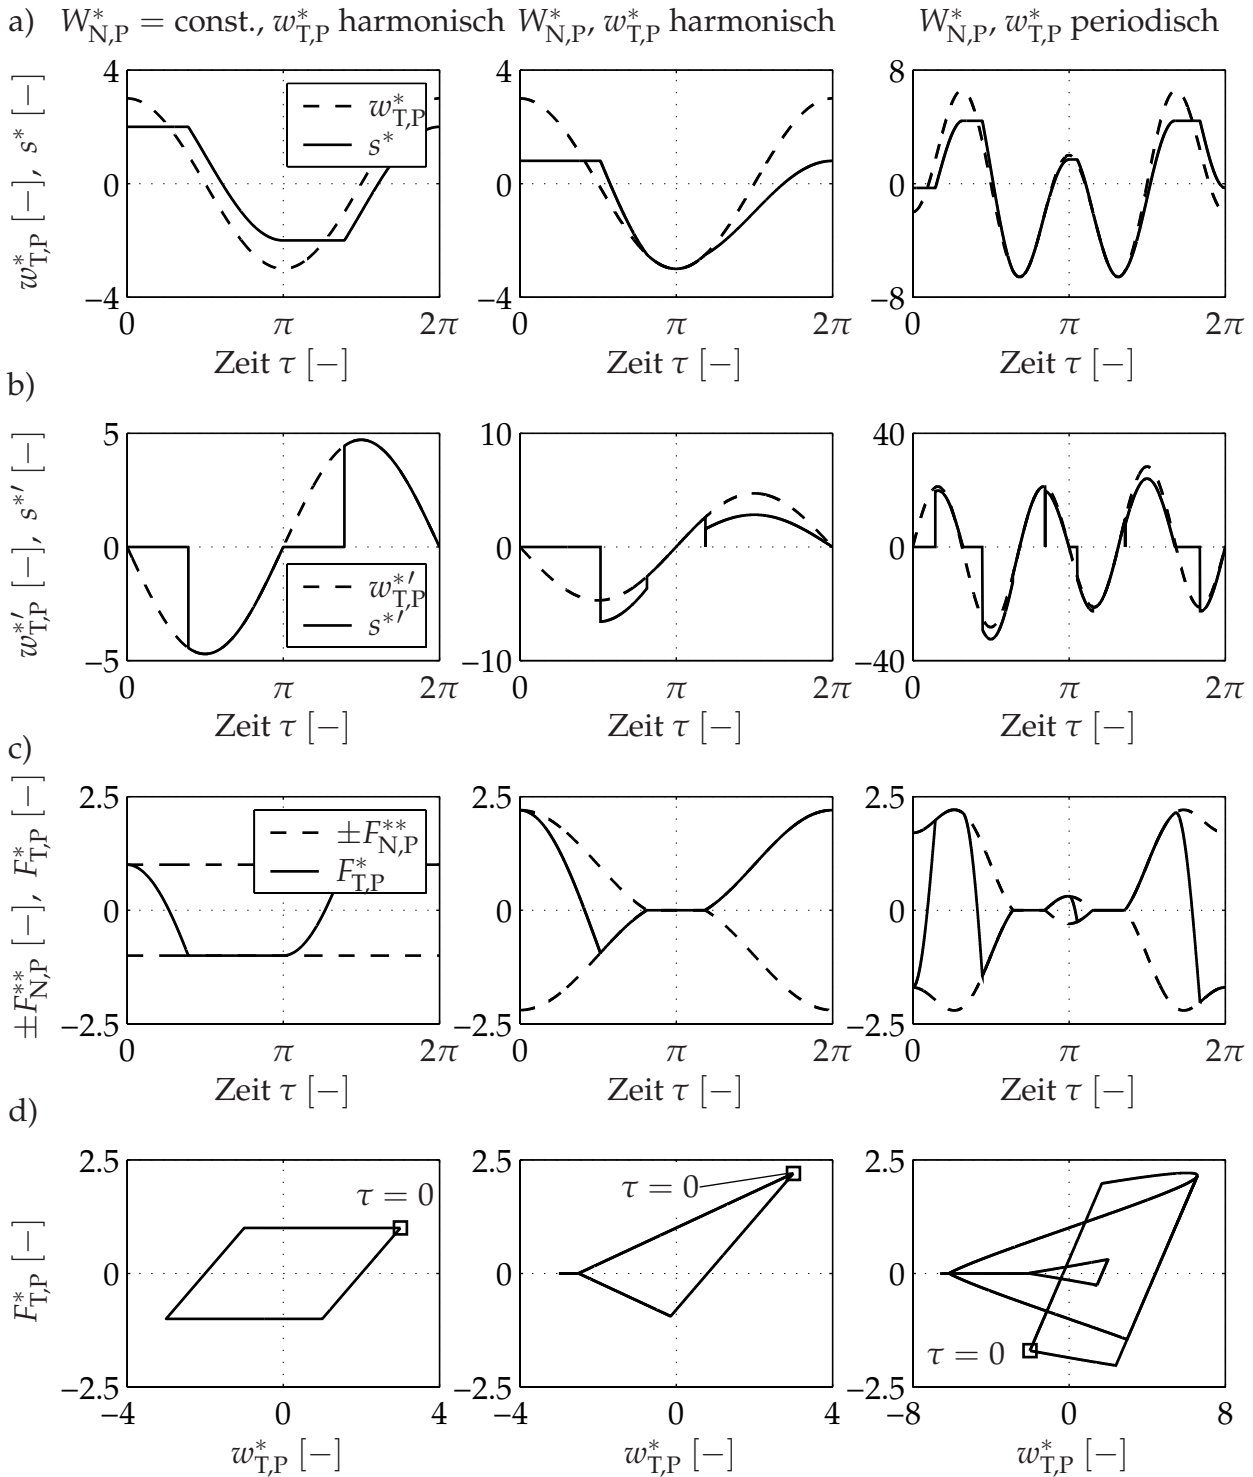 a) W*N,P = const., w*T,P harmonisch W*N,P, w*T,P harmonisch W*N,P, w*T,P periodisch
w*T,P [−], s* [−]
4 0 −4 0 π 2π
w*T,P
s*
4 0 −4 0 π 2π
8 0 −8 0 π 2π
Zeit τ [−] Zeit τ [−] Zeit τ [−]
b)
w*′T,P [−], s*′ [−]
5 0 −5 0 π 2π
w*′T,P
s*′
10 0 −10 0 π 2π
40 0 −40 0 π 2π
Zeit τ [−] Zeit τ [−] Zeit τ [−]
c)
±F**N,P [−], F*T,P [−]
2.5 0 −2.5 0 π 2π
±F**N,P
F*T,P
2.5 0 −2.5 0 π 2π
2.5 0 −2.5 0 π 2π
Zeit τ [−] Zeit τ [−] Zeit τ [−]
d)
F*T,P [−]
2.5 0 −2.5 −4 0 4
τ = 0
2.5 0 −2.5 −4 0 4
τ = 0
2.5 0 −2.5 −8 0 8
τ = 0
w*T,P [−] w*T,P [−] w*T,P [−]